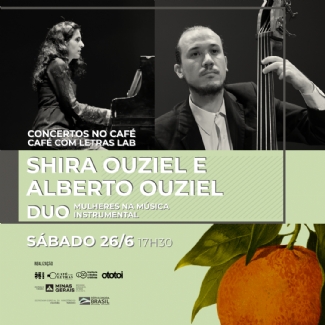 CONCERTOS NO CAFÉ
CAFÉ COM LETRAS LAB
SHIRA OUZIEL E
ALBERTO OUZIEL
DUO MULHERES NA MÚSICA
INSTRUMENTAL
SÁBADO 26/6 17H30
REALIZAÇÃO
ototoi
MINAS
GERAIS
BRASIL